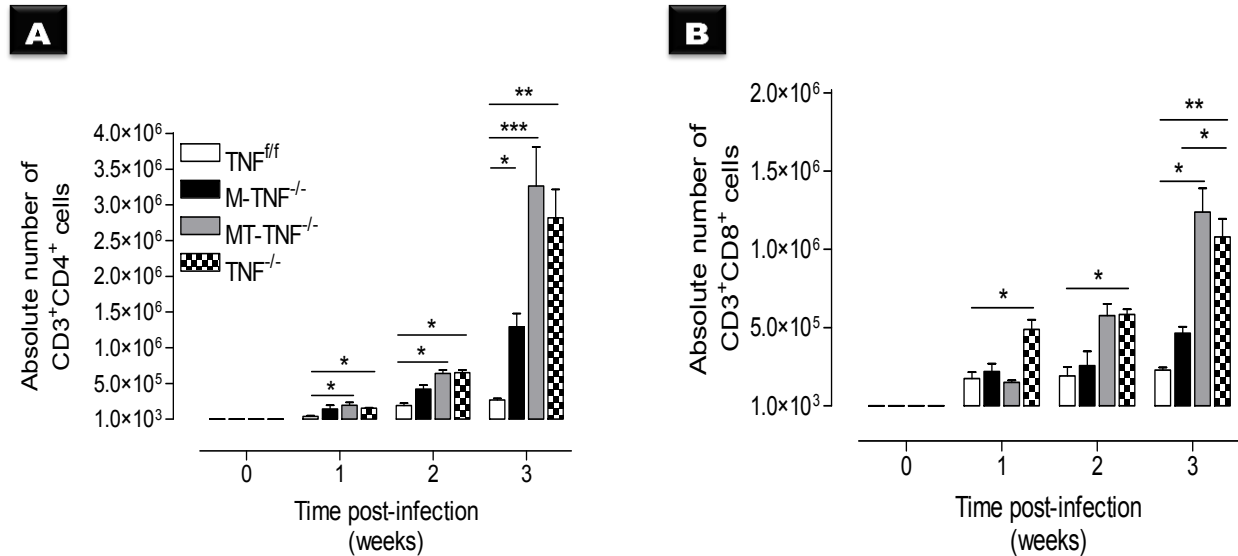 A
Absolute number of
CD3⁺CD4⁺ cells
4.0×10⁶
3.5×10⁶
3.0×10⁶
2.5×10⁶
2.0×10⁶
1.5×10⁶
1.0×10⁶
5.0×10⁵
1.0×10³
TNF^f/f
M-TNF⁻/⁻
MT-TNF⁻/⁻
TNF⁻/⁻
**
***
*
*
*
*
*
0 1 2 3
Time post-infection
(weeks)
B
Absolute number of
CD3⁺CD8⁺ cells
2.0×10⁶
1.5×10⁶
1.0×10⁶
5.0×10⁵
1.0×10³
**
*
*
*
*
0 1 2 3
Time post-infection
(weeks)